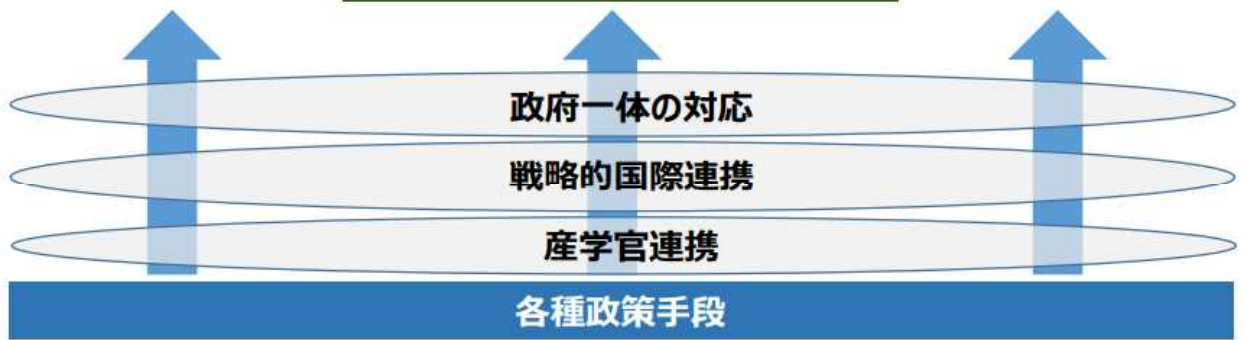 政府一体の対応
戦略的国際連携
産学官連携
各種政策手段